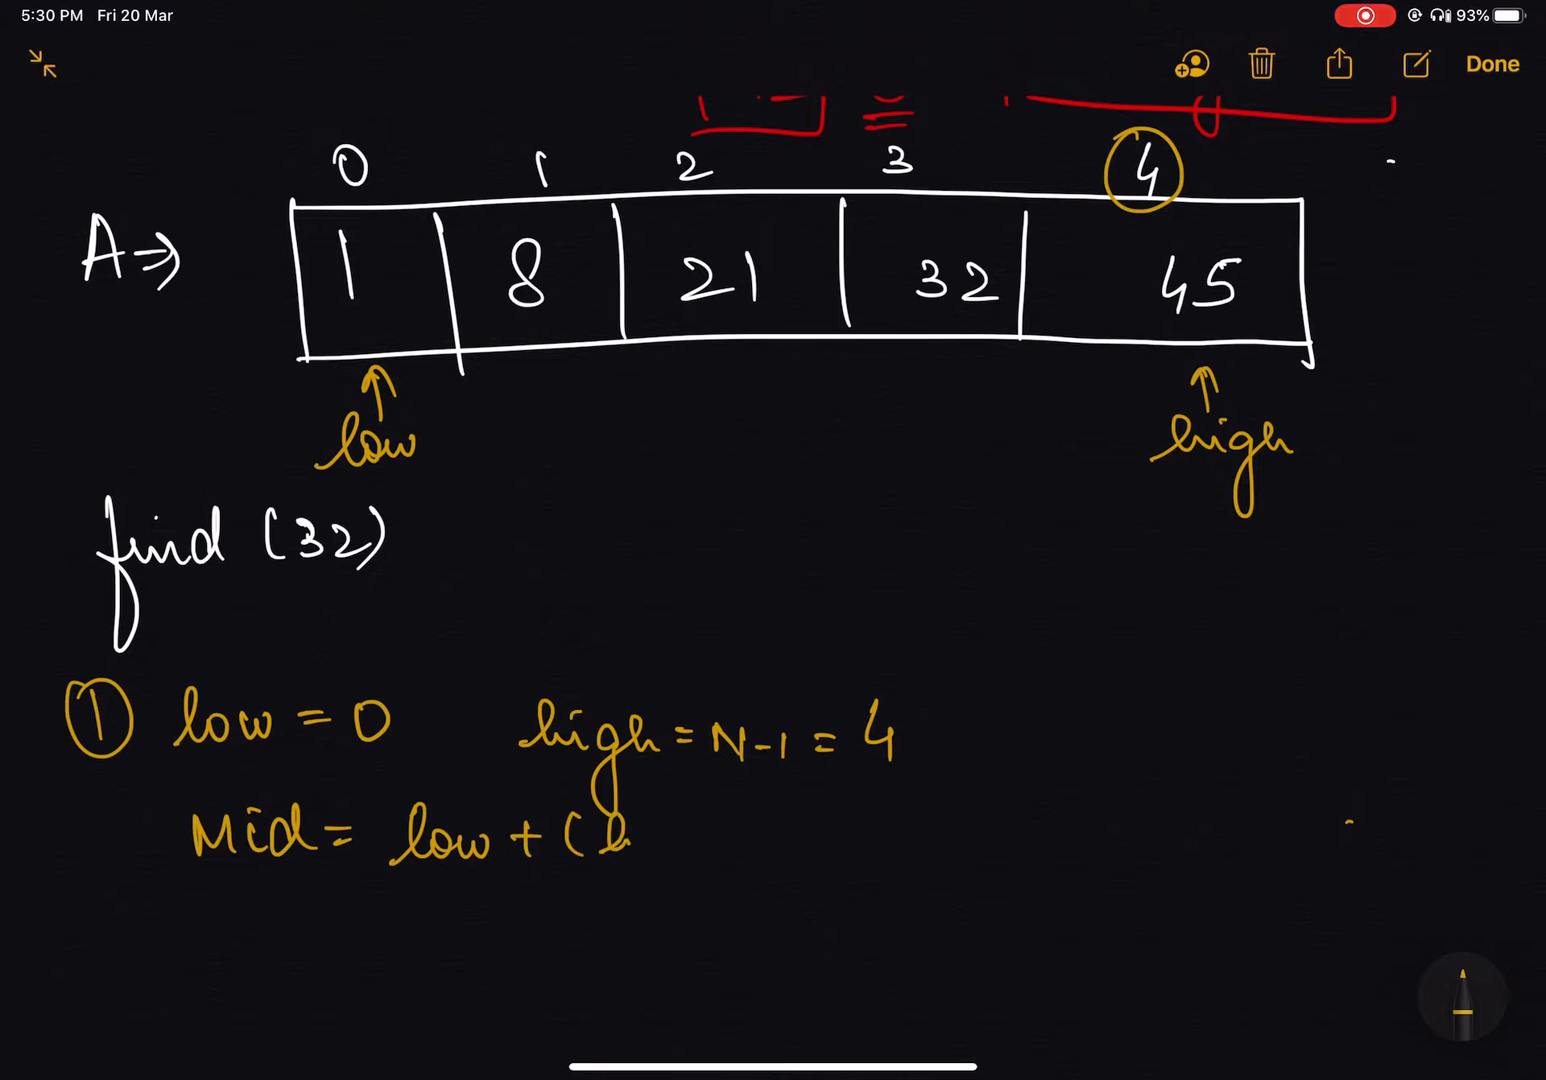 5:30 PM Fri 20 Mar 93%
Done
0 1 2 3 4
A⇒ 1 8 21 32 45
low high
find (32)
① low = 0 high = N-1 = 4
Mid = low + (